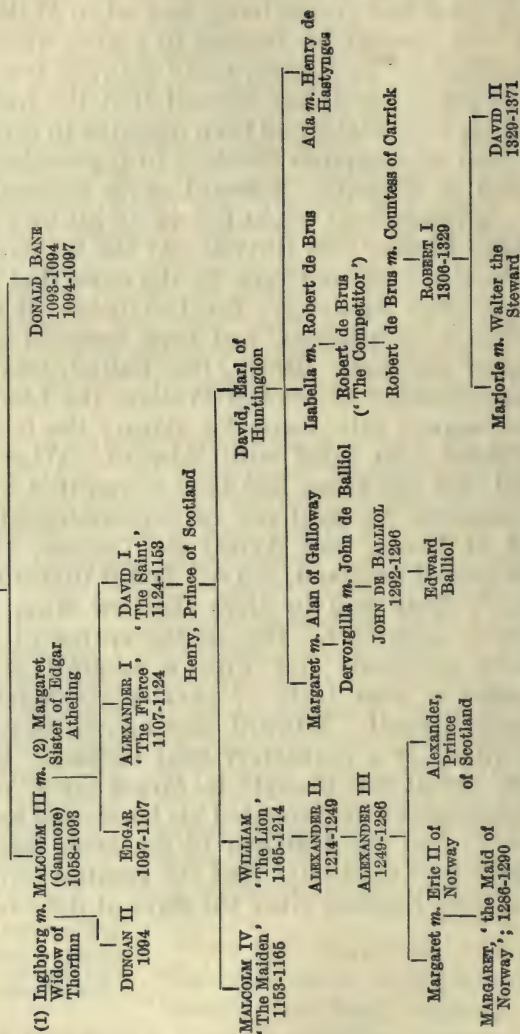 DONALD BANE
1093-1094
1094-1097
(1) Ingibjorg m. MALCOLM III m. (2) Margaret
Widow of
Thorfinn
(Canmore)
1058-1093
Sister of Edgar
Atheling
DUNCAN II
1094
EDGAR
1097-1107
ALEXANDER I
' The Fierce '
1107-1124
DAVID I
' The Saint '
1124-1153
Henry, Prince of Scotland
MALCOLM IV
' The Maiden '
1153-1165
WILLIAM
' The Lion '
1165-1214
David, Earl of
Huntingdon
ALEXANDER II
1214-1249
ALEXANDER III
1249-1286
Margaret m. Eric II of
Norway
Alexander,
Prince
of Scotland
MARGARET, ' the Maid of
Norway '; 1286-1290
Margaret m. Alan of Galloway
Dervorgilla m. John de Balliol
JOHN DE BALLIOL
1292-1296
Edward
Balliol
Isabella m. Robert de Brus
Robert de Brus
(' The Competitor ')
Robert de Brus m. Countess of Carrick
ROBERT I
1306-1329
Marjorie m. Walter the
Steward
DAVID II
1329-1371
Ada m. Henry de
Hastynges